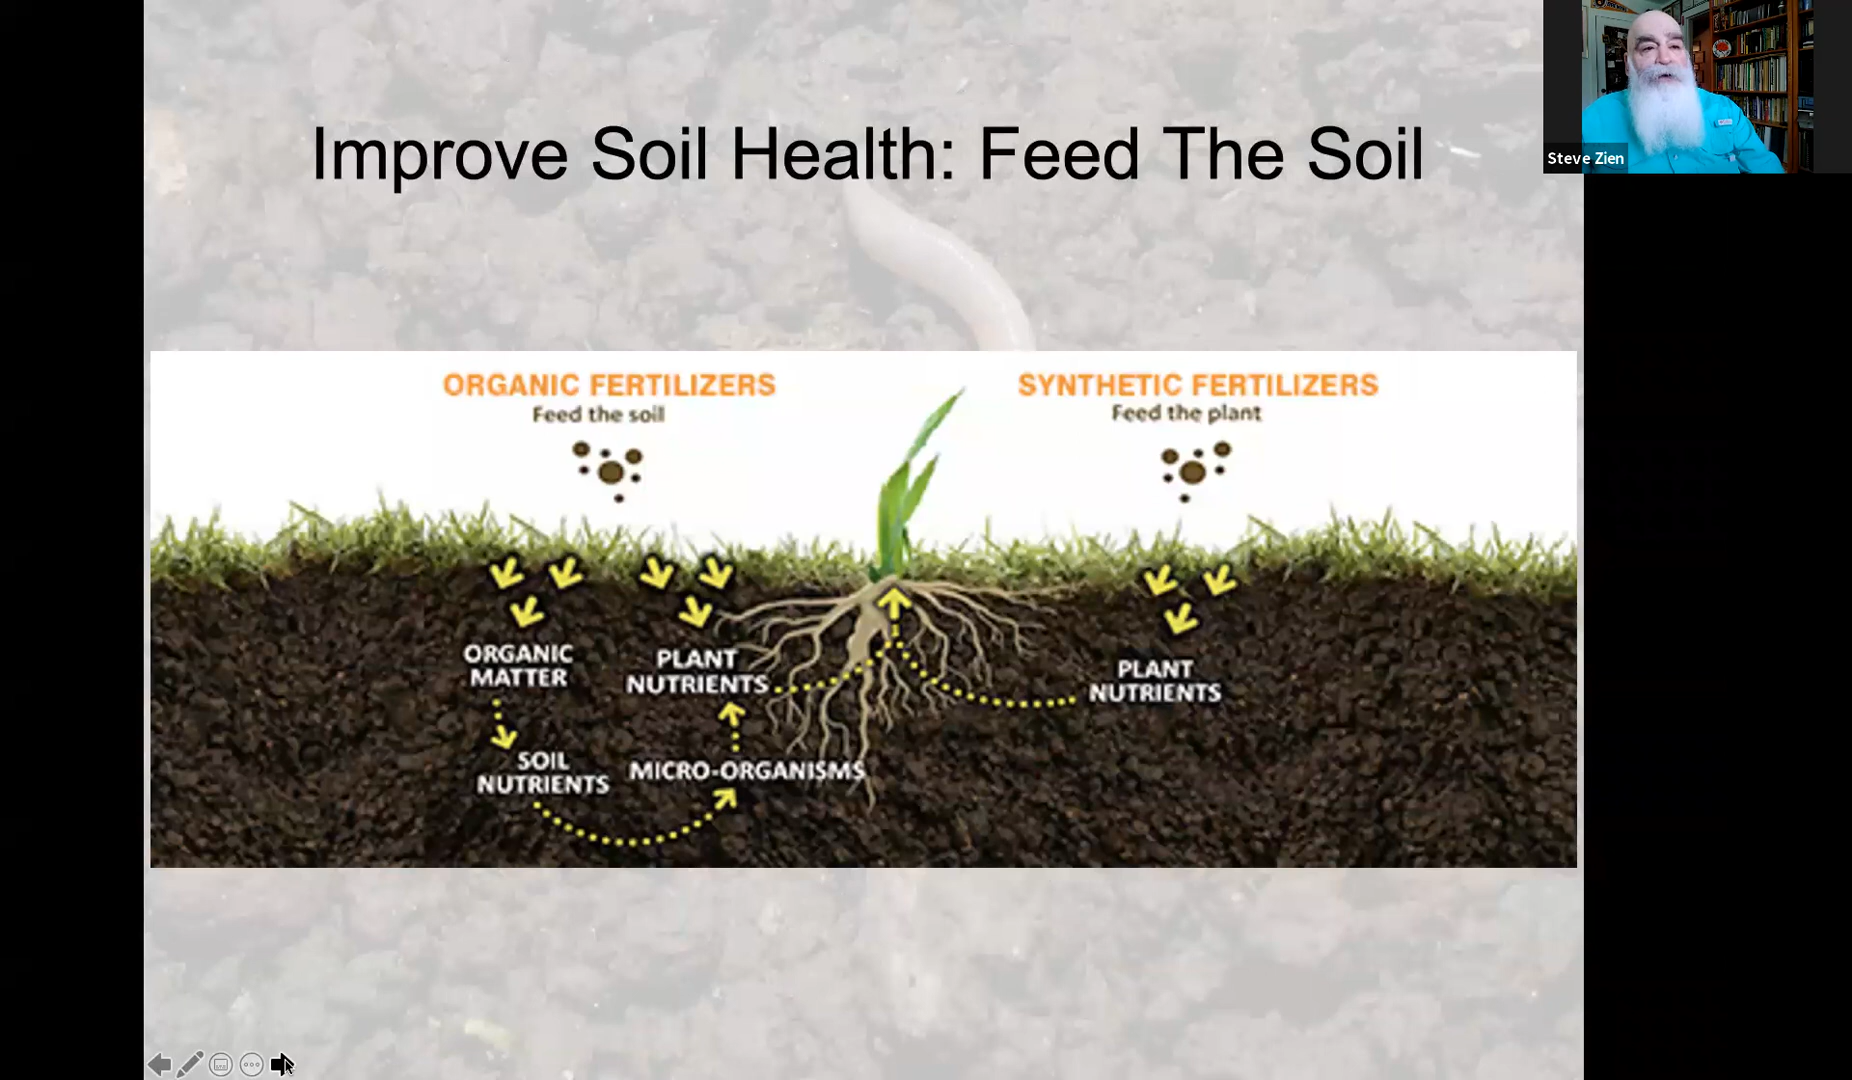 Improve Soil Health: Feed The Soil
Steve Zien
ORGANIC FERTILIZERS
Feed the soil
SYNTHETIC FERTILIZERS
Feed the plant
ORGANIC
MATTER
PLANT
NUTRIENTS
PLANT
NUTRIENTS
SOIL
NUTRIENTS
MICRO-ORGANISMS